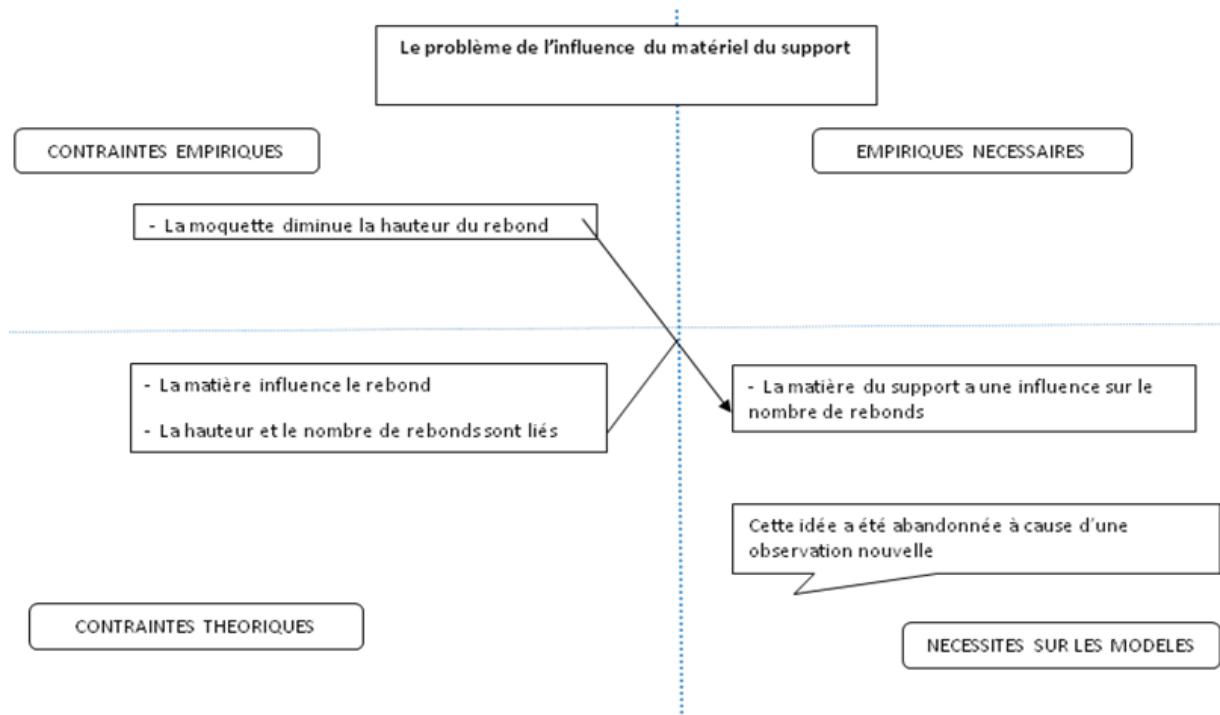 Le problème de l'influence du matériel du support
CONTRAINTES EMPIRIQUES
EMPIRIQUES NECESSAIRES
- La moquette diminue la hauteur du rebond
- La matière influence le rebond
- La hauteur et le nombre de rebonds sont liés
- La matière du support a une influence sur le
nombre de rebonds
Cette idée a été abandonnée à cause d'une
observation nouvelle
CONTRAINTES THEORIQUES
NECESSITES SUR LES MODELES